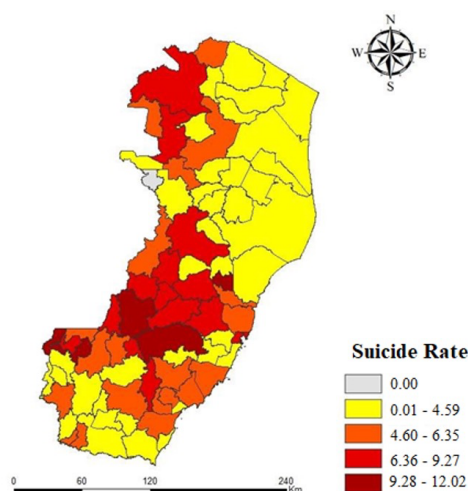 N
W E
S
Suicide Rate
0.00
0.01 - 4.59
4.60 - 6.35
6.36 - 9.27
9.28 - 12.02
0 60 120 240
Km